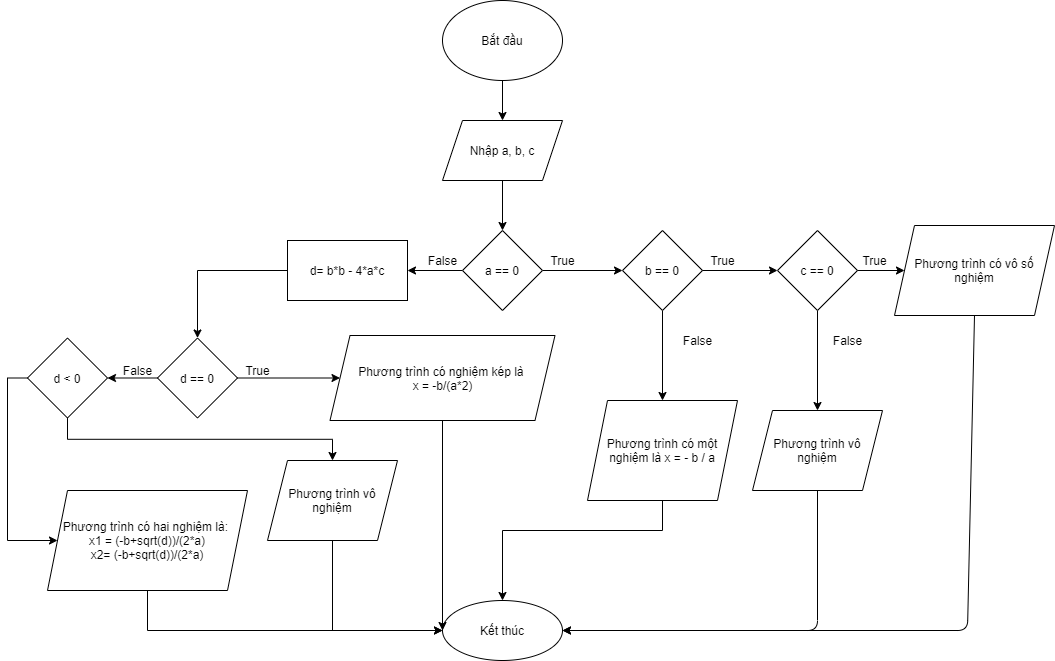 Bắt đầu
Nhập a, b, c
d= b*b - 4*a*c
False
a == 0
True
b == 0
True
c == 0
True
Phương trình có vô số
nghiệm
False
False
d < 0
False
d == 0
True
Phương trình có nghiệm kép là
x = -b/(a*2)
Phương trình có một
nghiệm là x = - b / a
Phương trình vô
nghiệm
Phương trình vô
nghiệm
Phương trình có hai nghiệm là:
x1 = (-b+sqrt(d))/(2*a)
x2= (-b+sqrt(d))/(2*a)
Kết thúc